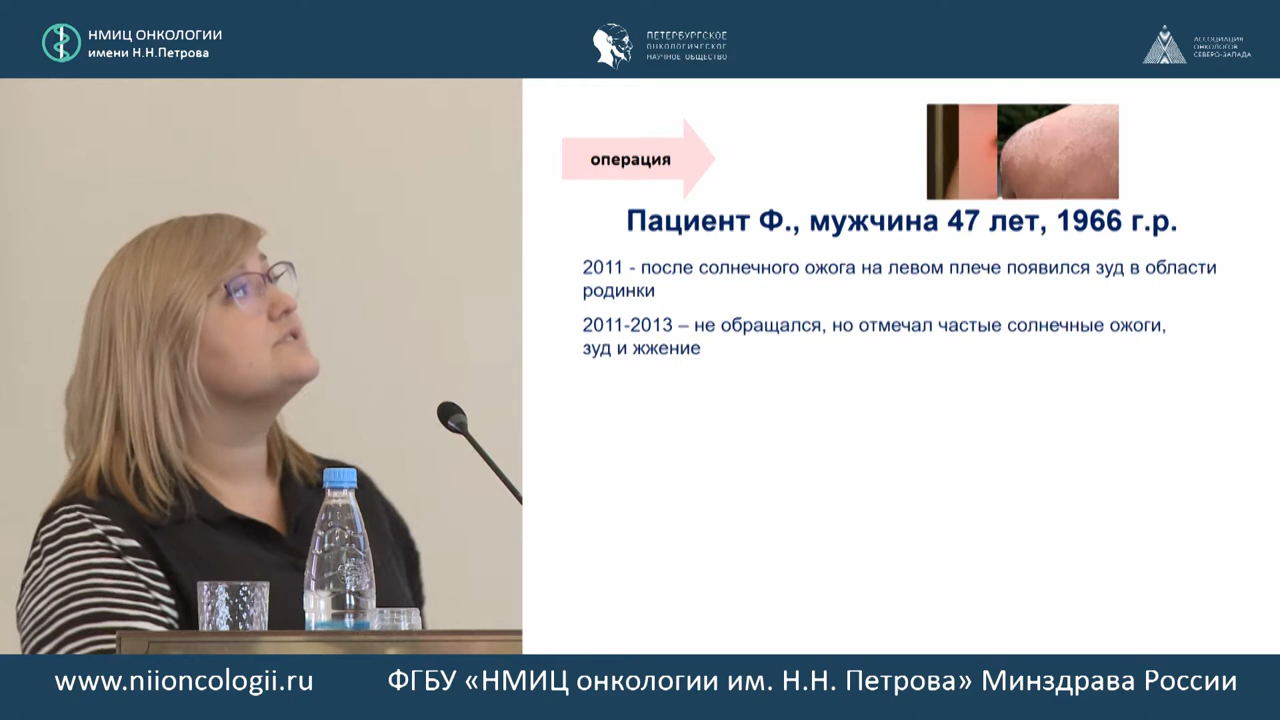 НМИЦ ОНКОЛОГИИ
имени Н.Н.Петрова
ПЕТЕРБУРГСКОЕ
ОНКОЛОГИЧЕСКОЕ
НАУЧНОЕ ОБЩЕСТВО
АССОЦИАЦИЯ
ОНКОЛОГОВ
СЕВЕРО-ЗАПАДА
операция
Пациент Ф., мужчина 47 лет, 1966 г.р.
2011 - после солнечного ожога на левом плече появился зуд в области
родинки
2011-2013 – не обращался, но отмечал частые солнечные ожоги,
зуд и жжение
www.niioncologii.ru
ФГБУ «НМИЦ онкологии им. Н.Н. Петрова» Минздрава России